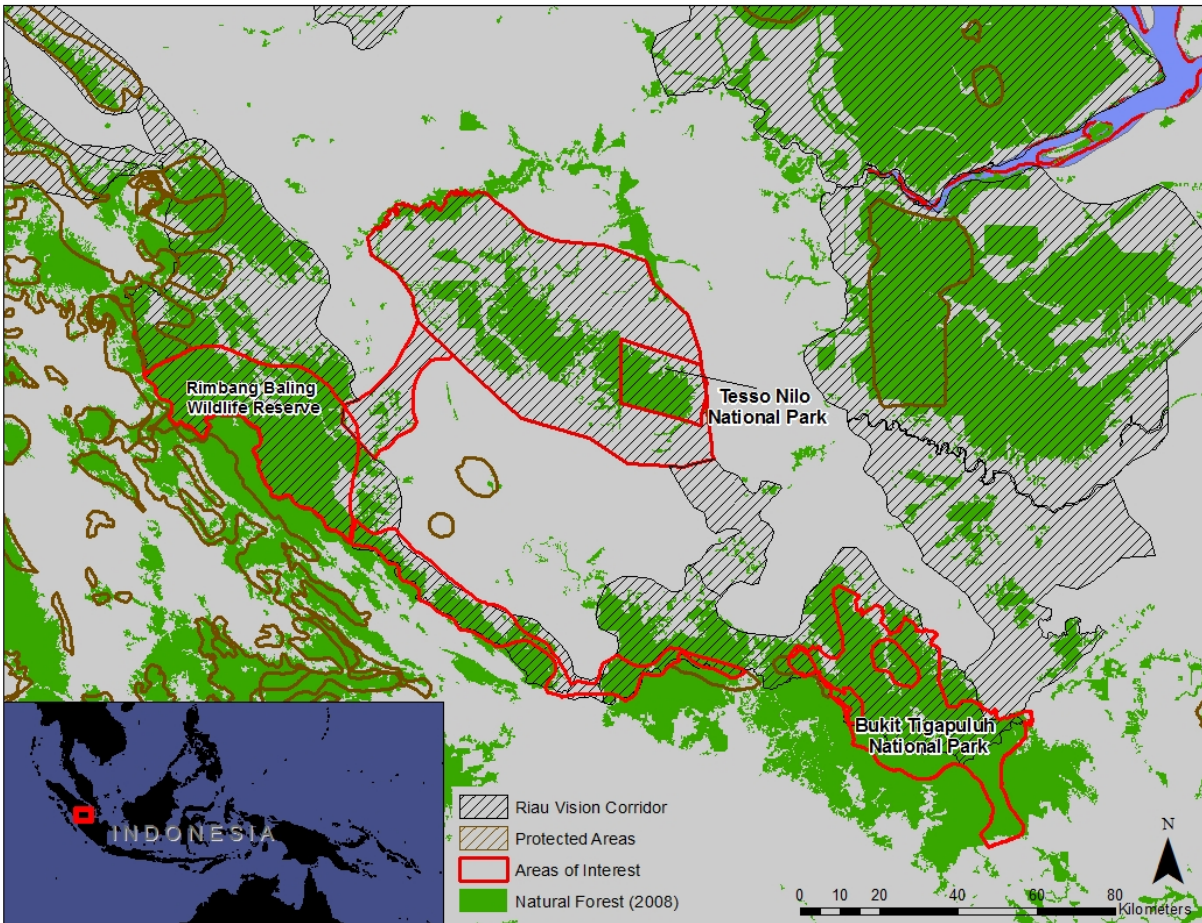 Rimbang Baling
Wildlife Reserve
Tesso Nilo
National Park
Bukit Tigapuluh
National Park
INDONESIA
Riau Vision Corridor
Protected Areas
Areas of Interest
Natural Forest (2008)
N
0 10 20 40 60 80
Kilometers